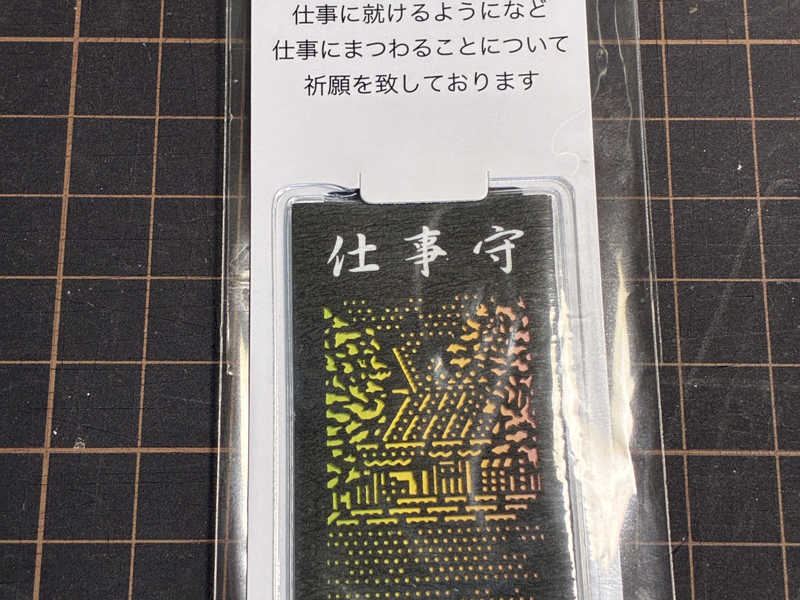 仕事に就けるようになど
仕事にまつわることについて
祈願を致しております
仕事守